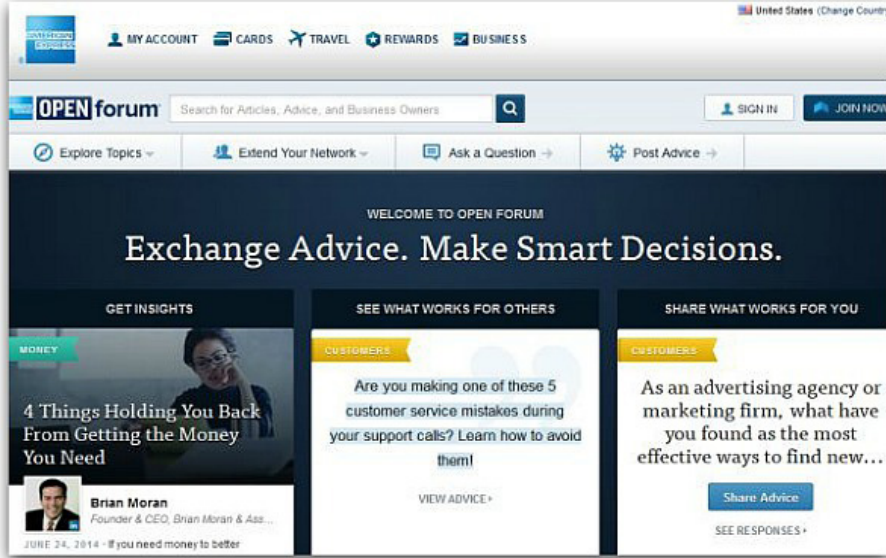 United States (Change Country
AMERICAN
EXPRESS
MY ACCOUNT CARDS TRAVEL REWARDS BUSINESS
OPEN forum Search for Articles, Advice, and Business Owners SIGN IN JOIN NOW
Explore Topics Extend Your Network Ask a Question → Post Advice →
WELCOME TO OPEN FORUM
Exchange Advice. Make Smart Decisions.
GET INSIGHTS
MONEY
4 Things Holding You Back
From Getting the Money
You Need
Brian Moran
Founder & CEO, Brian Moran & Ass...
JUNE 24, 2014 - If you need money to better
SEE WHAT WORKS FOR OTHERS
CUSTOMERS
Are you making one of these 5
customer service mistakes during
your support calls? Learn how to avoid
them!
VIEW ADVICE
SHARE WHAT WORKS FOR YOU
CUSTOMERS
As an advertising agency or
marketing firm, what have
you found as the most
effective ways to find new...
Share Advice
SEE RESPONSES